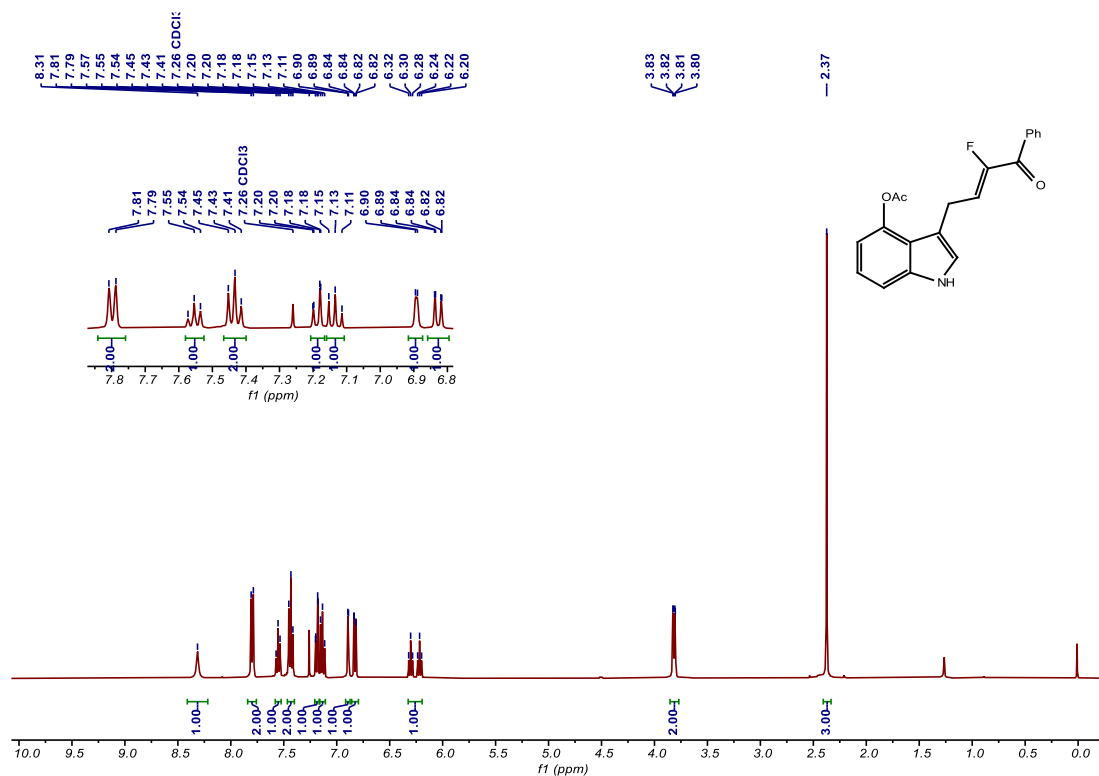 8.31 7.81 7.79 7.57 7.55 7.54 7.45 7.43 7.41 7.26 CDCl3 7.20 7.20 7.18 7.18 7.15 7.13 7.11 6.90 6.89 6.84 6.84 6.82 6.82 6.32 6.30 6.28 6.24 6.22 6.20
3.83 3.82 3.81 3.80
2.37
Ph
F
O
OAc
NH
7.81 7.79 7.57 7.55 7.54 7.45 7.43 7.41 7.26 CDCl3 7.20 7.20 7.18 7.18 7.15 7.13 7.11 6.90 6.89 6.84 6.84 6.82 6.82
2.00 1.00 2.00 1.00 1.00 1.00 1.00
7.8 7.7 7.6 7.5 7.4 7.3 7.2 7.1 7.0 6.9 6.8
f1 (ppm)
1.00 2.00 1.00 2.00 1.00 1.00 1.00 1.00 1.00 2.00 3.00
10.0 9.5 9.0 8.5 8.0 7.5 7.0 6.5 6.0 5.5 5.0 4.5 4.0 3.5 3.0 2.5 2.0 1.5 1.0 0.5 0.0
f1 (ppm)